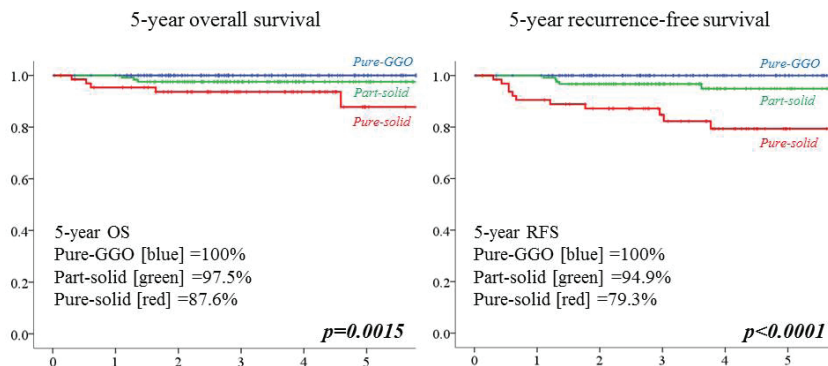 5-year overall survival
Pure-GGO
Part-solid
Pure-solid
1.0
0.8
0.6
0.4
0.2
0.0
5-year OS
Pure-GGO [blue] =100%
Part-solid [green] =97.5%
Pure-solid [red] =87.6%
p=0.0015
0 1 2 3 4 5
5-year recurrence-free survival
Pure-GGO
Part-solid
Pure-solid
1.0
0.8
0.6
0.4
0.2
0.0
5-year RFS
Pure-GGO [blue] =100%
Part-solid [green] =94.9%
Pure-solid [red] =79.3%
p<0.0001
0 1 2 3 4 5